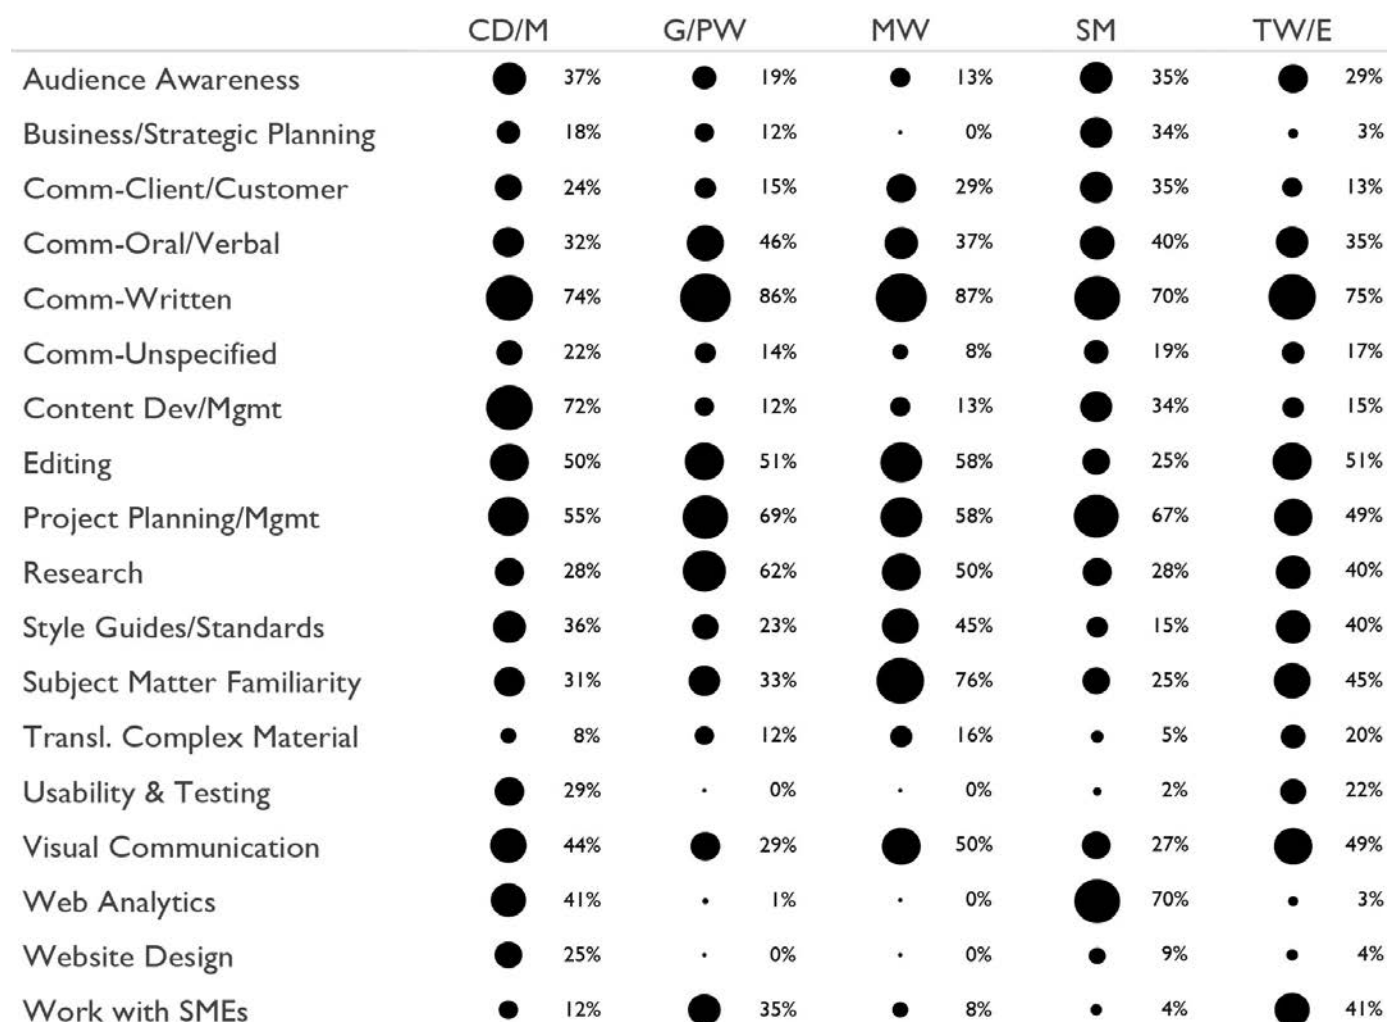 CD/M G/PW MW SM TW/E
Audience Awareness 37% 19% 13% 35% 29%
Business/Strategic Planning 18% 12% 0% 34% 3%
Comm-Client/Customer 24% 15% 29% 35% 13%
Comm-Oral/Verbal 32% 46% 37% 40% 35%
Comm-Written 74% 86% 87% 70% 75%
Comm-Unspecified 22% 14% 8% 19% 17%
Content Dev/Mgmt 72% 12% 13% 34% 15%
Editing 50% 51% 58% 25% 51%
Project Planning/Mgmt 55% 69% 58% 67% 49%
Research 28% 62% 50% 28% 40%
Style Guides/Standards 36% 23% 45% 15% 40%
Subject Matter Familiarity 31% 33% 76% 25% 45%
Transl. Complex Material 8% 12% 16% 5% 20%
Usability & Testing 29% 0% 0% 2% 22%
Visual Communication 44% 29% 50% 27% 49%
Web Analytics 41% 1% 0% 70% 3%
Website Design 25% 0% 0% 9% 4%
Work with SMEs 12% 35% 8% 4% 41%